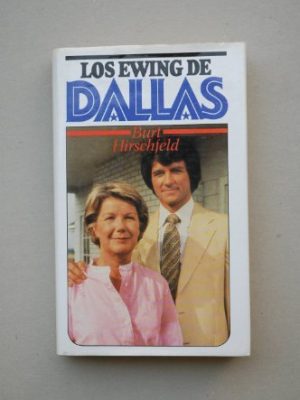 LOS EWING DE
DALLAS
Burt
Hirschfeld